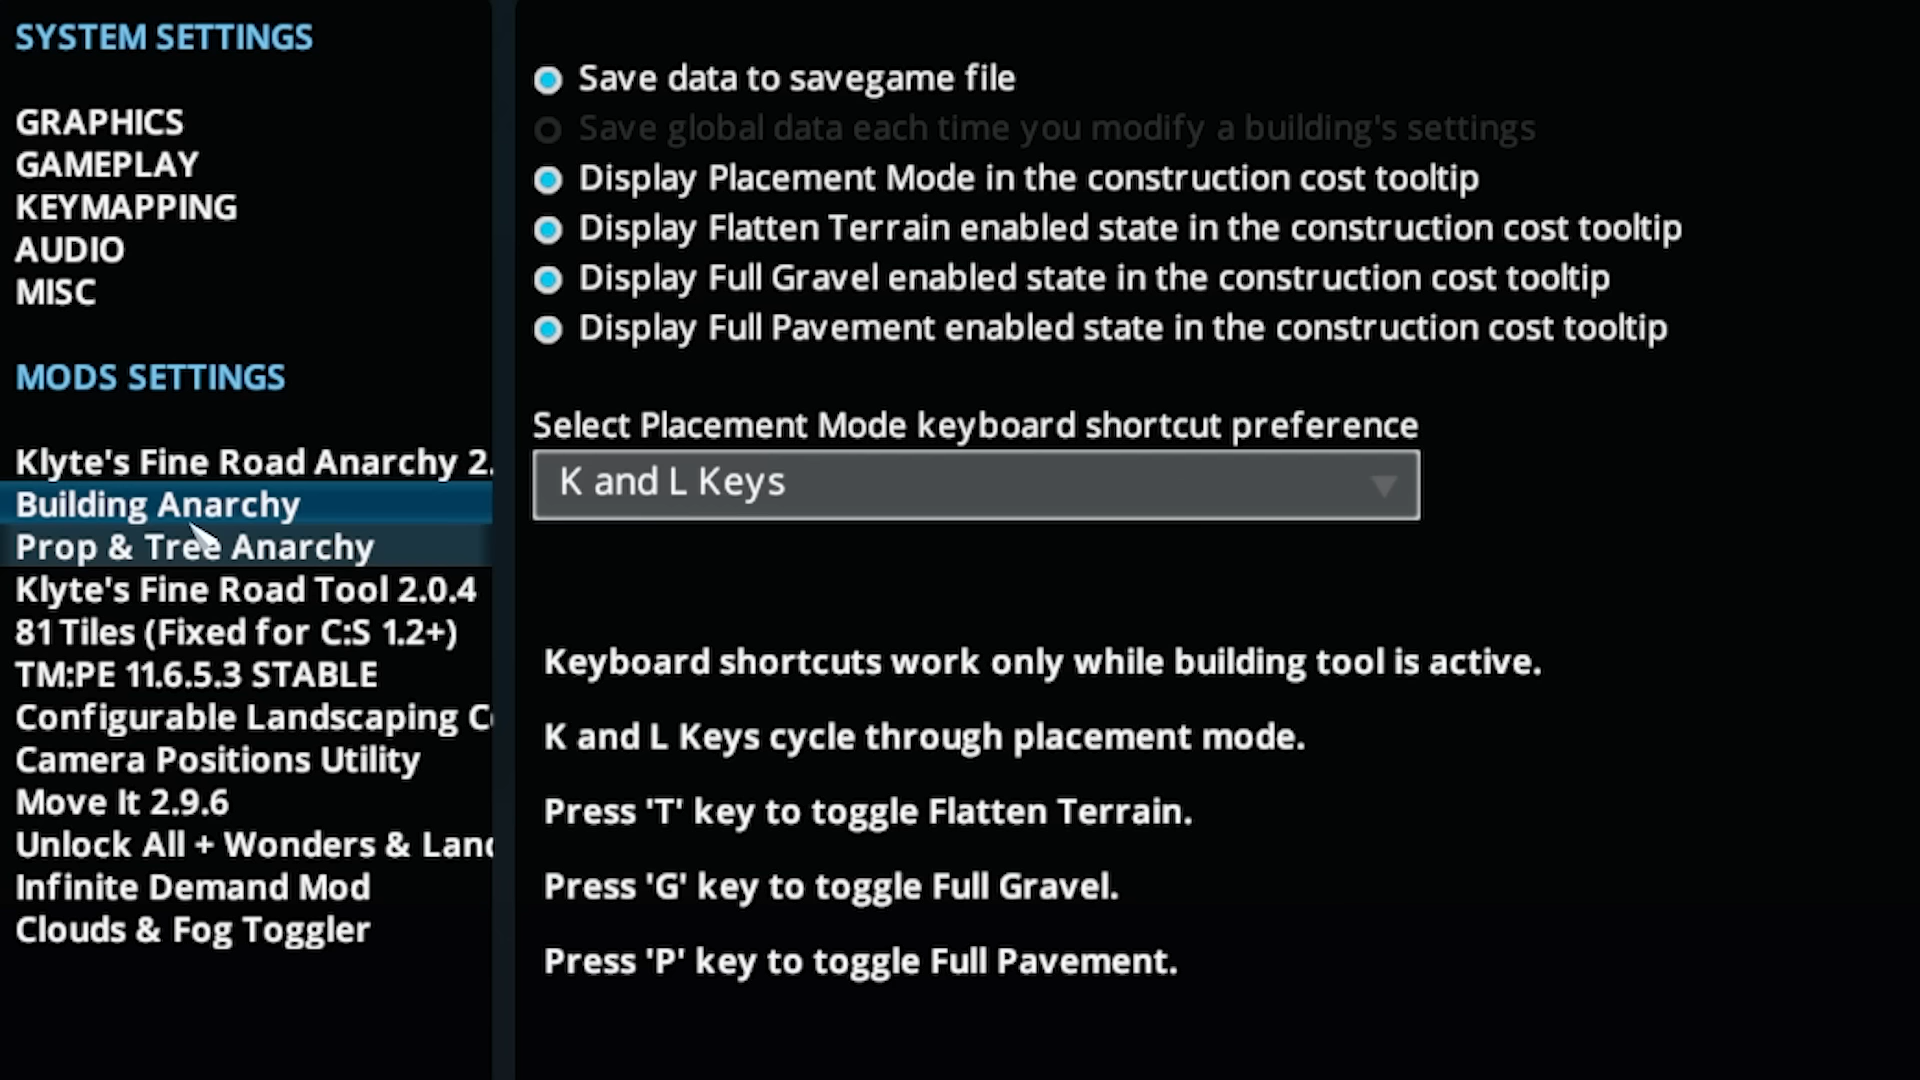 SYSTEM SETTINGS
GRAPHICS
GAMEPLAY
KEYMAPPING
AUDIO
MISC
MODS SETTINGS
Klyte's Fine Road Anarchy 2.
Building Anarchy
Prop & Tree Anarchy
Klyte's Fine Road Tool 2.0.4
81 Tiles (Fixed for C:S 1.2+)
TM:PE 11.6.5.3 STABLE
Configurable Landscaping
Camera Positions Utility
Move It 2.9.6
Unlock All + Wonders &
Infinite Demand Mod
Clouds & Fog Toggler
Save data to savegame file
Save global data each time you modify a building's settings
Display Placement Mode in the construction cost tooltip
Display Flatten Terrain enabled state in the construction cost tooltip
Display Full Gravel enabled state in the construction cost tooltip
Display Full Pavement enabled state in the construction cost tooltip
Select Placement Mode keyboard shortcut preference
K and L Keys
Keyboard shortcuts work only while building tool is active.
K and L Keys cycle through placement mode.
Press 'T' key to toggle Flatten Terrain.
Press 'G' key to toggle Full Gravel.
Press 'P' key to toggle Full Pavement.